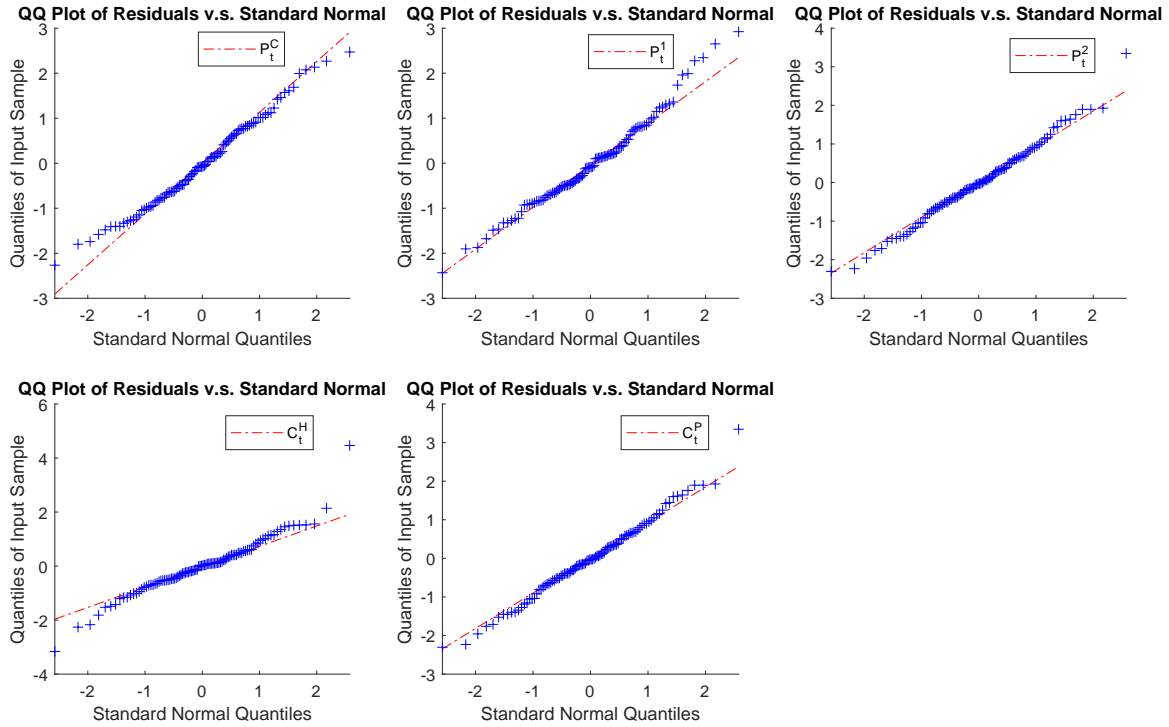 QQ Plot of Residuals v.s. Standard Normal
P_t^C
Quantiles of Input Sample
3
2
1
0
-1
-2
-3
-2 -1 0 1 2
Standard Normal Quantiles
QQ Plot of Residuals v.s. Standard Normal
P_t^1
Quantiles of Input Sample
3
2
1
0
-1
-2
-3
-2 -1 0 1 2
Standard Normal Quantiles
QQ Plot of Residuals v.s. Standard Normal
P_t^2
Quantiles of Input Sample
4
3
2
1
0
-1
-2
-3
-2 -1 0 1 2
Standard Normal Quantiles
QQ Plot of Residuals v.s. Standard Normal
C_t^H
Quantiles of Input Sample
6
4
2
0
-2
-4
-2 -1 0 1 2
Standard Normal Quantiles
QQ Plot of Residuals v.s. Standard Normal
C_t^P
Quantiles of Input Sample
4
3
2
1
0
-1
-2
-3
-2 -1 0 1 2
Standard Normal Quantiles